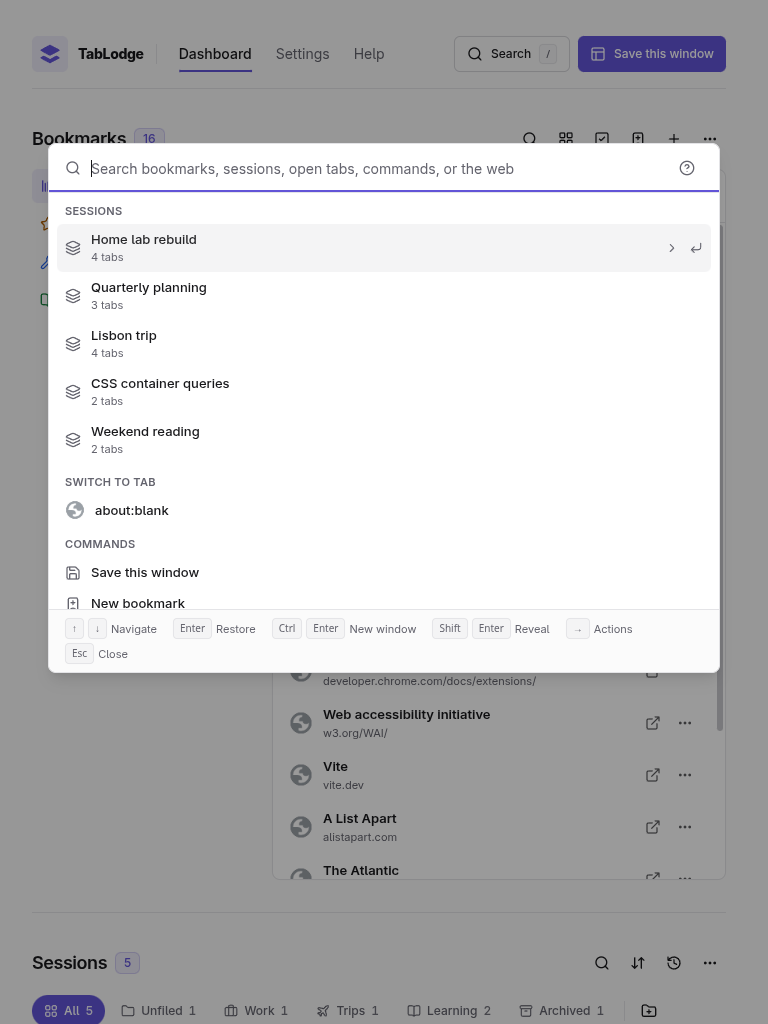 TabLodge
Dashboard
Settings
Help
Search /
Save this window
Bookmarks 16
Search bookmarks, sessions, open tabs, commands, or the web
SESSIONS
Home lab rebuild
4 tabs
Quarterly planning
3 tabs
Lisbon trip
4 tabs
CSS container queries
2 tabs
Weekend reading
2 tabs
SWITCH TO TAB
about:blank
COMMANDS
Save this window
New bookmark
↑ ↓ Navigate Enter Restore Ctrl Enter New window Shift Enter Reveal → Actions
Esc Close
developer.chrome.com/docs/extensions/
Web accessibility initiative
w3.org/WAI/
Vite
vite.dev
A List Apart
alistapart.com
The Atlantic
Sessions 5
All 5 Unfiled 1 Work 1 Trips 1 Learning 2 Archived 1